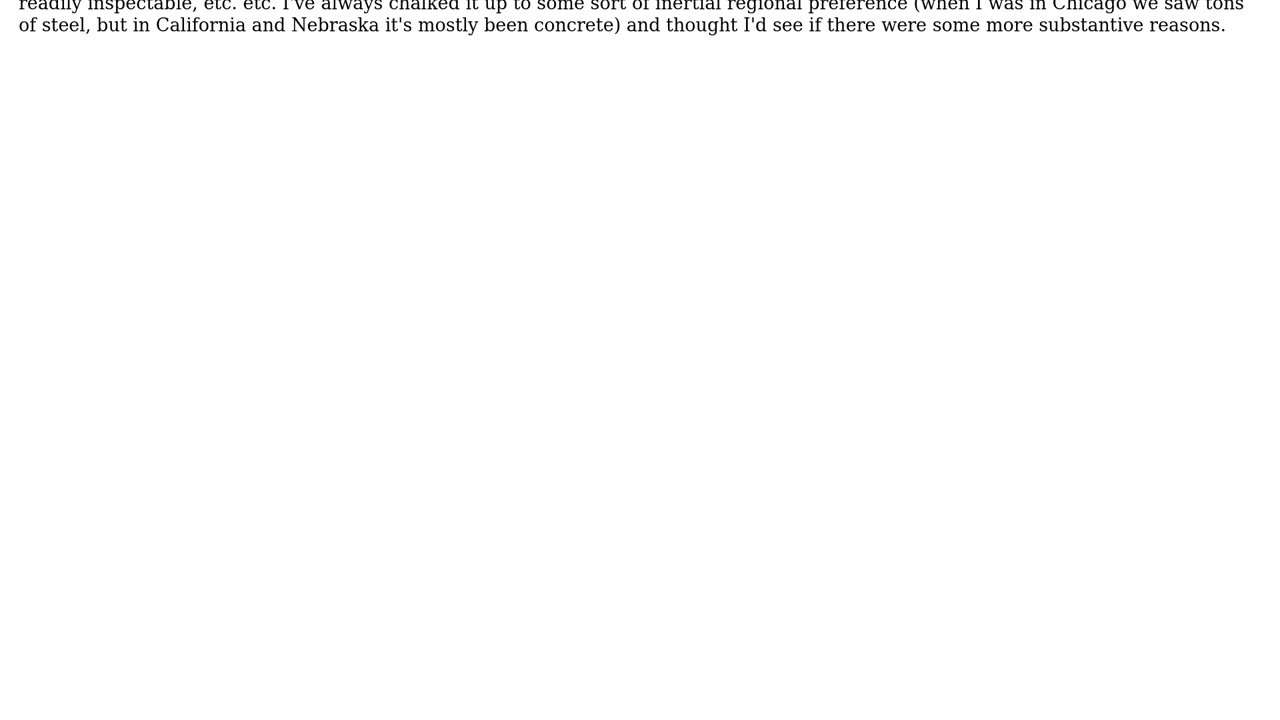 readily inspectable, etc. etc. I've always chalked it up to some sort of inertial regional preference (when I was in Chicago we saw tons
of steel, but in California and Nebraska it's mostly been concrete) and thought I'd see if there were some more substantive reasons.